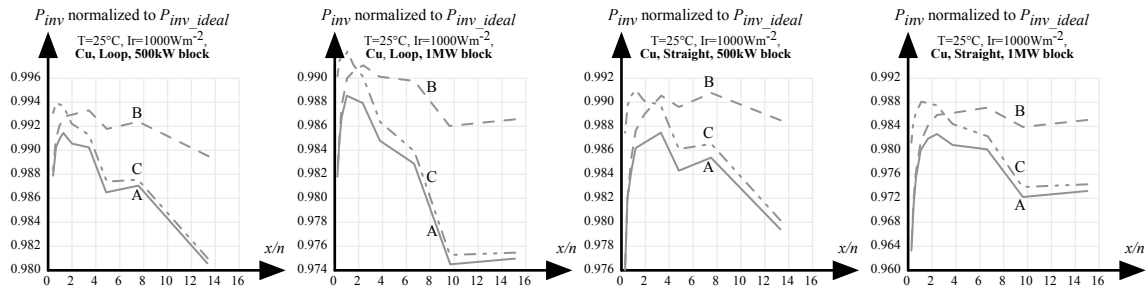 P_inv normalized to P_inv_ideal
T=25°C, Ir=1000Wm⁻²,
Cu, Loop, 500kW block
0.996
0.994
0.992
0.990
0.988
0.986
0.984
0.982
0.980
B
C
A
x/n
0 2 4 6 8 10 12 14 16
P_inv normalized to P_inv_ideal
T=25°C, Ir=1000Wm⁻²,
Cu, Loop, 1MW block
0.990
0.988
0.986
0.984
0.982
0.980
0.978
0.976
0.974
B
C
A
x/n
0 2 4 6 8 10 12 14 16
P_inv normalized to P_inv_ideal
T=25°C, Ir=1000Wm⁻²,
Cu, Straight, 500kW block
0.992
0.990
0.988
0.986
0.984
0.982
0.980
0.978
0.976
B
C
A
x/n
0 2 4 6 8 10 12 14 16
P_inv normalized to P_inv_ideal
T=25°C, Ir=1000Wm⁻²,
Cu, Straight, 1MW block
0.992
0.988
0.984
0.980
0.976
0.972
0.968
0.964
0.960
B
C
A
x/n
0 2 4 6 8 10 12 14 16